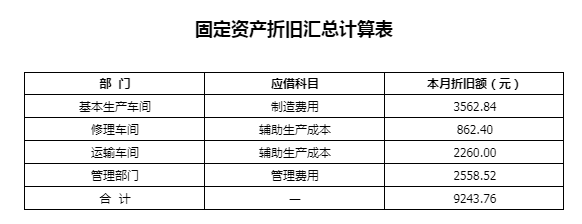 固定资产折旧汇总计算表
部 门 应借科目 本月折旧额（元）
基本生产车间 制造费用 3562.84
修理车间 辅助生产成本 862.40
运输车间 辅助生产成本 2260.00
管理部门 管理费用 2558.52
合 计 — 9243.76